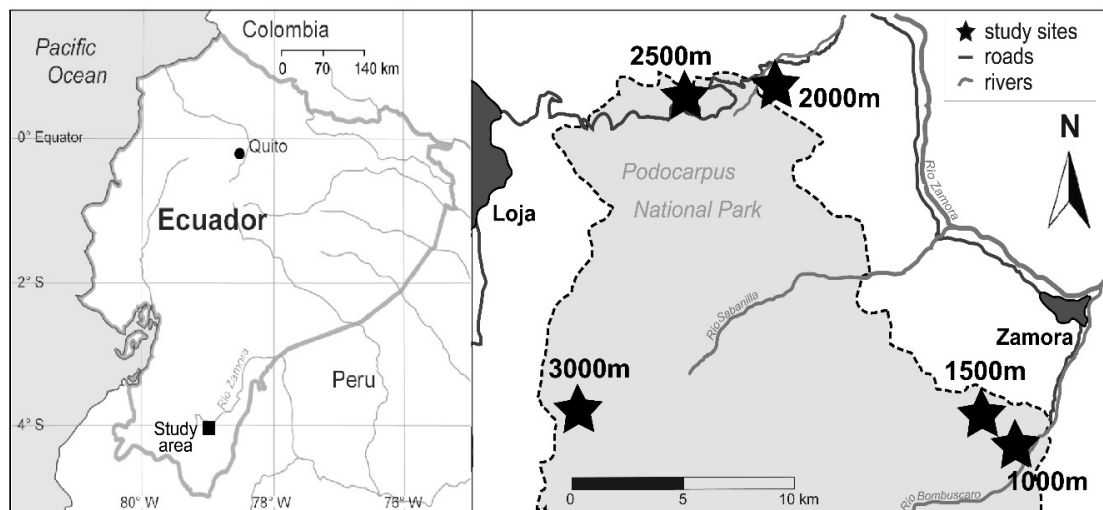 Pacific
Ocean
Colombia
0 70 140 km
0° Equator
Quito
Ecuador
2° S
Rio Zamora
Peru
4° S
Study
area
80° W
78° W
78° W
2500m
2000m
study sites
roads
rivers
N
Podocarpus
National Park
Loja
Rio Zamora
Rio Sabanilla
Zamora
3000m
1500m
1000m
0 5 10 km
Rio Bombuscaro